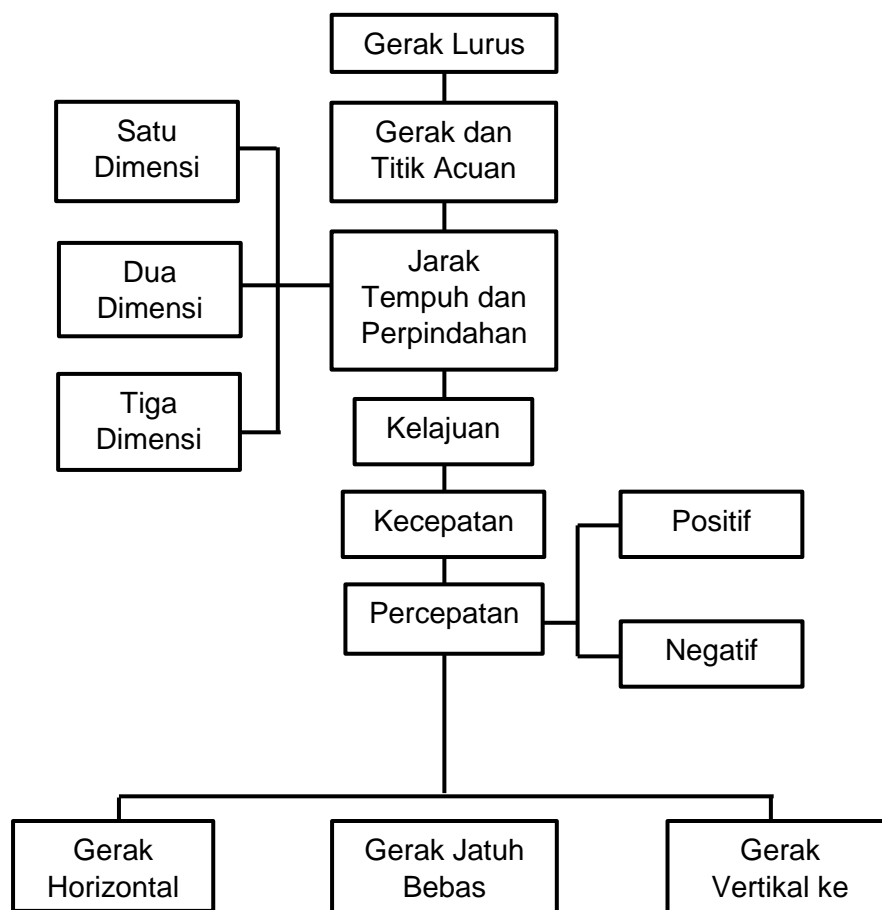 Gerak Lurus
Gerak dan
Titik Acuan
Satu
Dimensi
Dua
Dimensi
Tiga
Dimensi
Jarak
Tempuh dan
Perpindahan
Kelajuan
Kecepatan
Percepatan
Positif
Negatif
Gerak
Horizontal
Gerak Jatuh
Bebas
Gerak
Vertikal ke